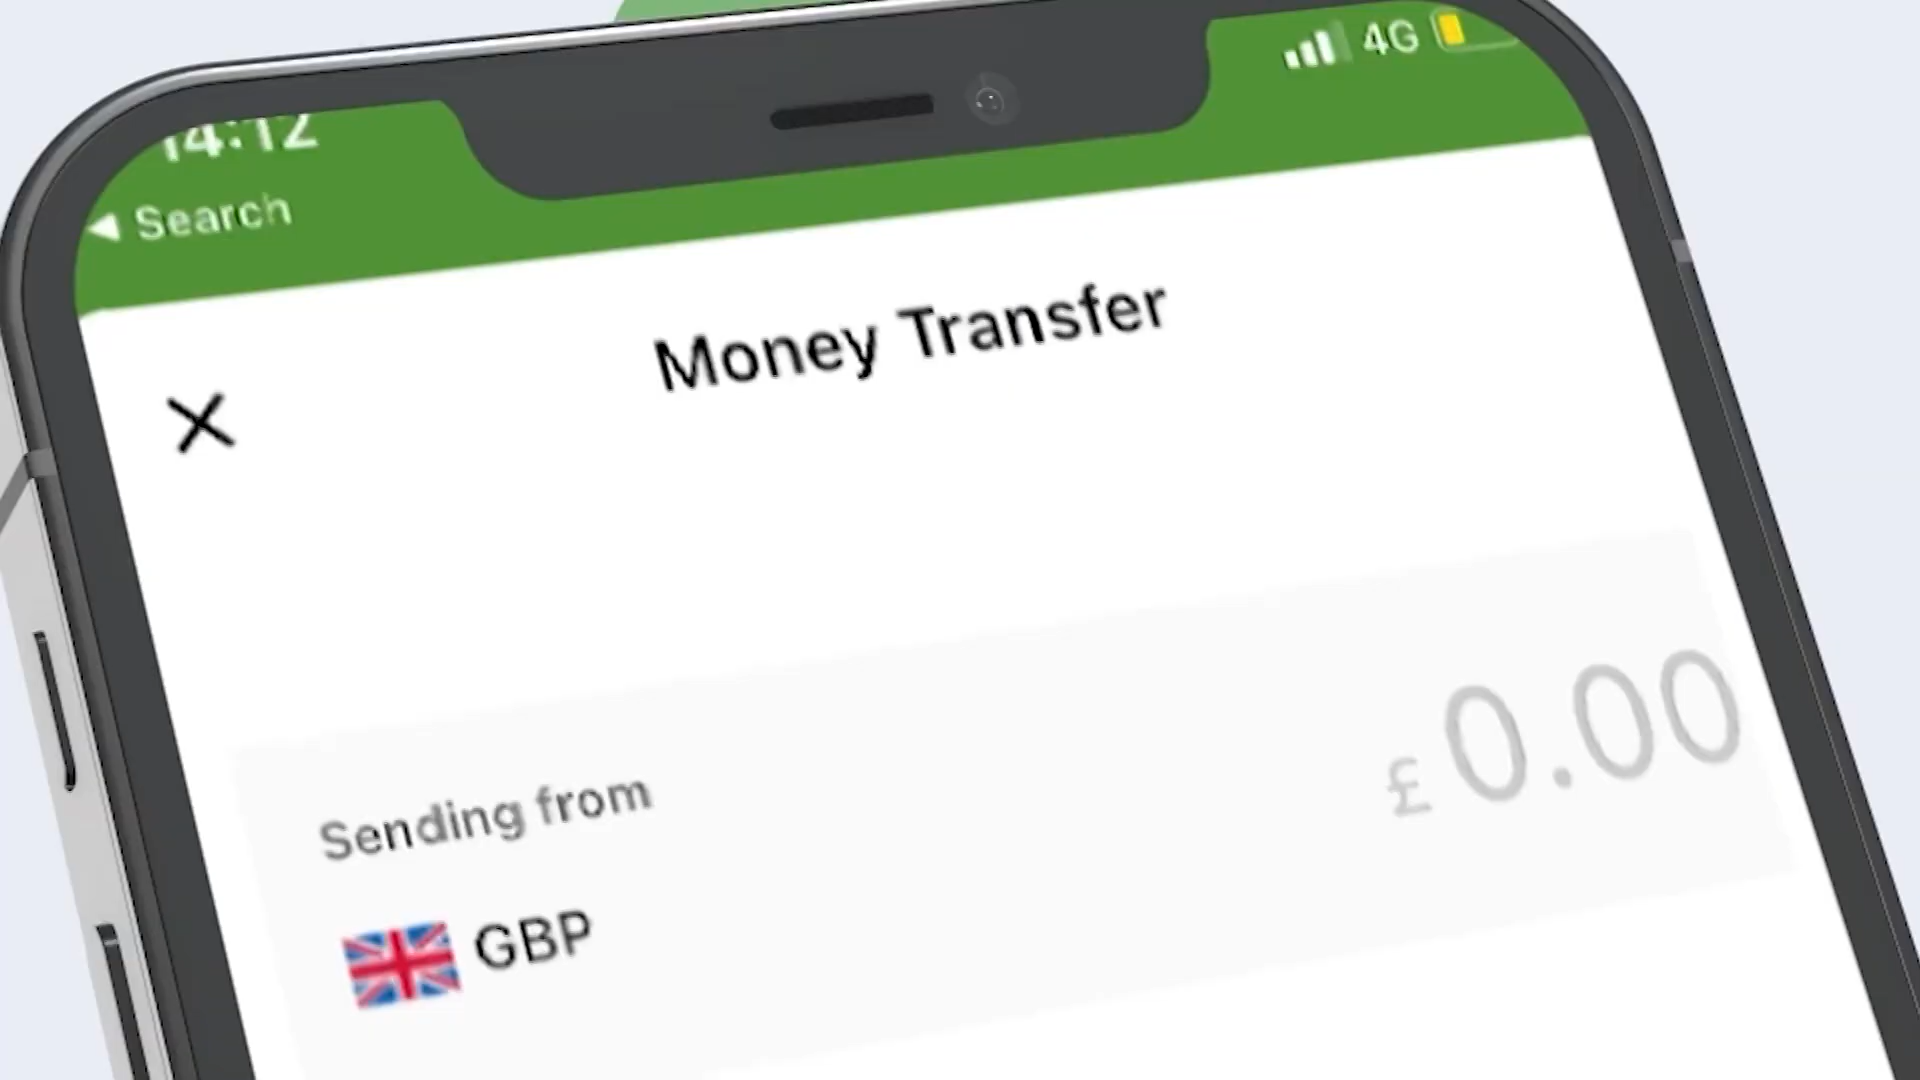 14:12
4G
Search
Money Transfer
£0.00
Sending from
GBP